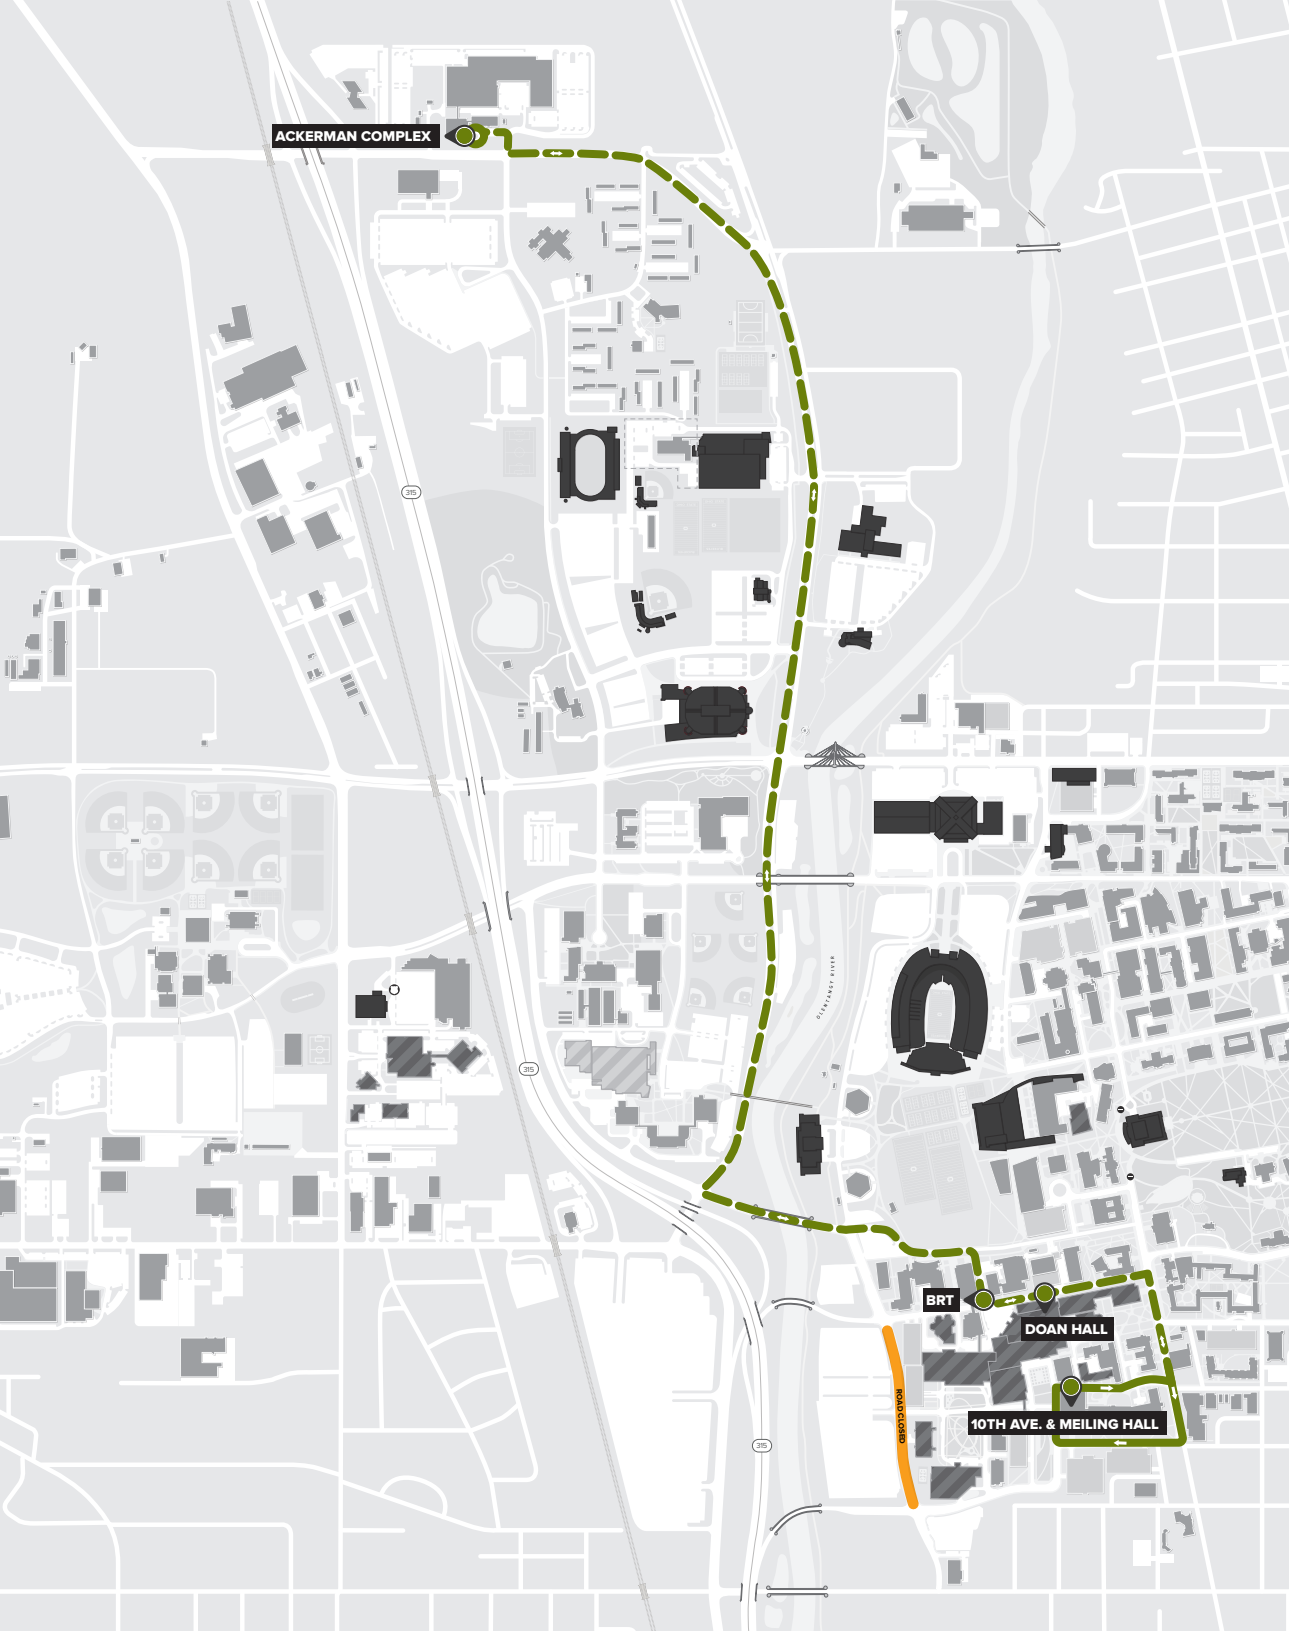 ACKERMAN COMPLEX
315
OLENTANGY RIVER
315
BRT
DOAN HALL
ROAD CLOSED
10TH AVE. & MEILING HALL
315